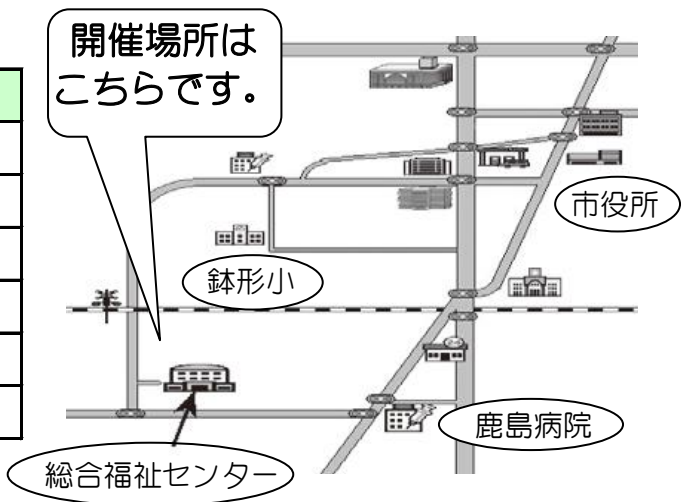 開催場所は
こちらです。
市役所
鉢形小
鹿島病院
総合福祉センター